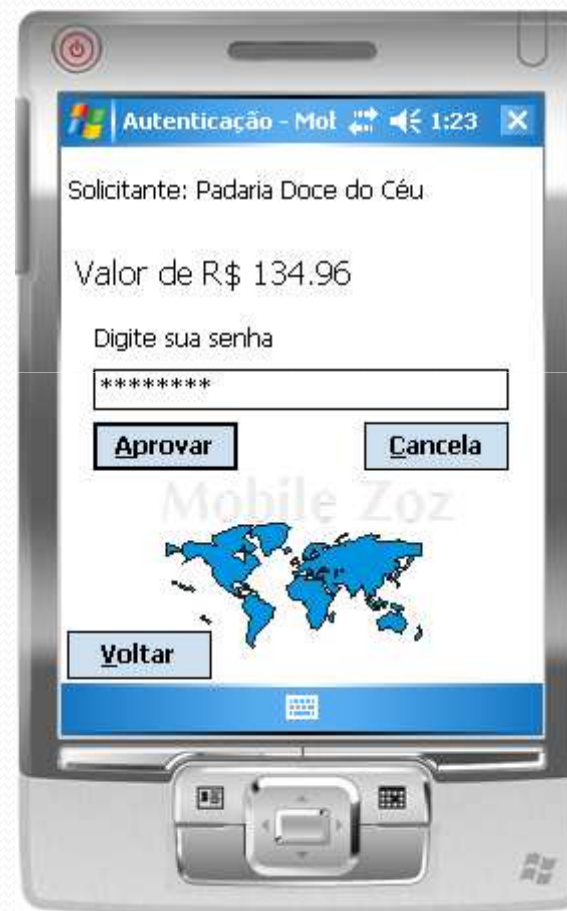 Autenticação - Mol 1:23
Solicitante: Padaria Doce do Céu
Valor de R$ 134.96
Digite sua senha
********
Aprovar Cancela
Mobile Zoz
Voltar